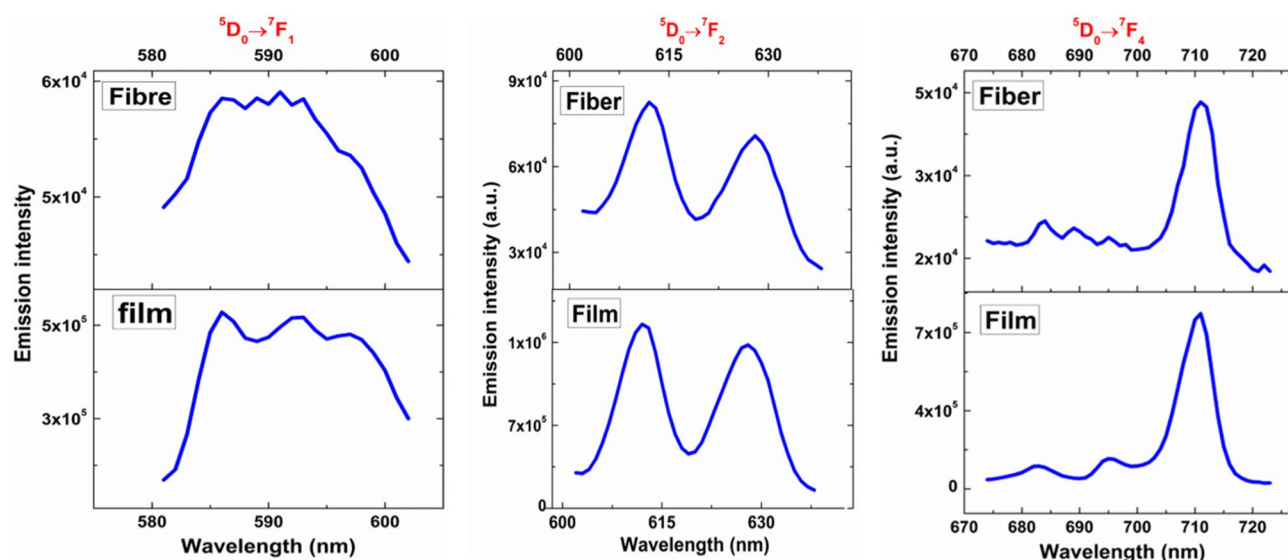 ⁵D₀→⁷F₁
580 590 600
6x10⁴
5x10⁴
Fibre
film
5x10⁵
3x10⁵
Emission intensity
580 590 600
Wavelength (nm)
⁵D₀→⁷F₂
600 615 630
9x10⁴
6x10⁴
3x10⁴
Fiber
Film
1x10⁶
7x10⁵
0
Emission intensity (a.u.)
600 615 630
Wavelength (nm)
⁵D₀→⁷F₄
670 680 690 700 710 720
5x10⁴
3x10⁴
2x10⁴
Fiber
Film
7x10⁵
4x10⁵
0
Emission intensity (a.u.)
670 680 690 700 710 720
Wavelength (nm)